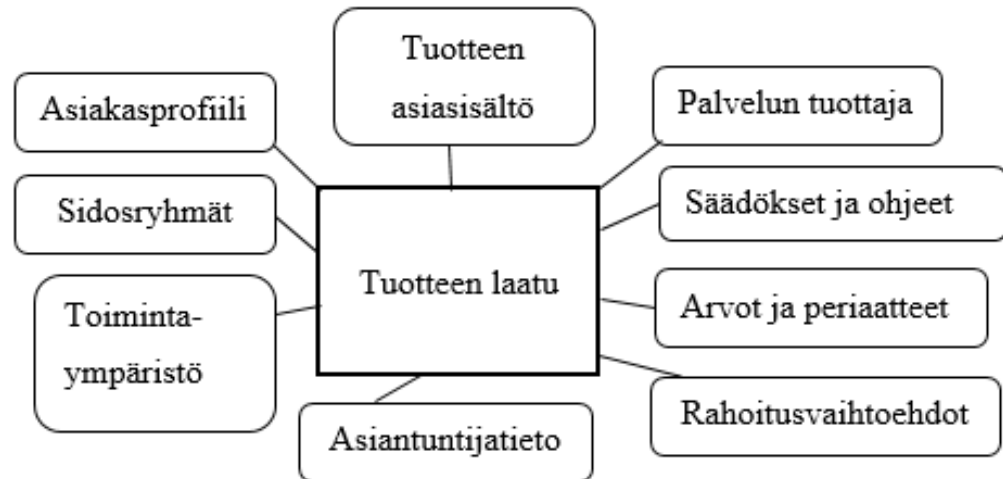 Tuotteen
asiasisältö
Asiakasprofiili
Palvelun tuottaja
Sidosryhmät
Säädökset ja ohjeet
Tuotteen laatu
Toiminta-
ympäristö
Arvot ja periaatteet
Rahoitusvaihtoehdot
Asiantuntijatieto